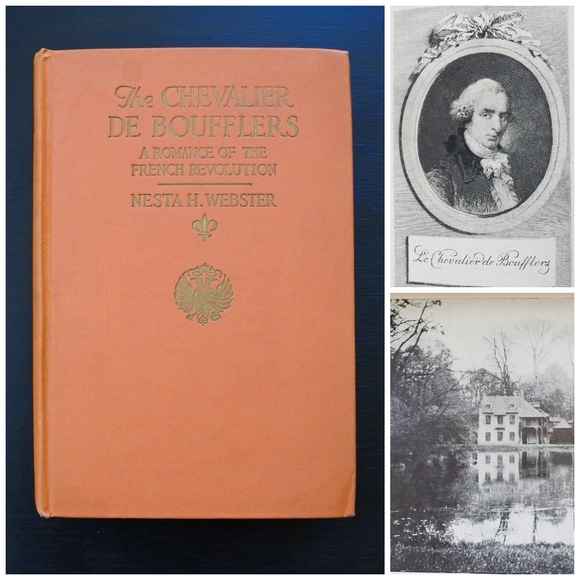 The CHEVALIER
DE BOUFFLERS
A ROMANCE OF THE
FRENCH REVOLUTION
NESTA H. WEBSTER
Le Chevalier de Boufflers